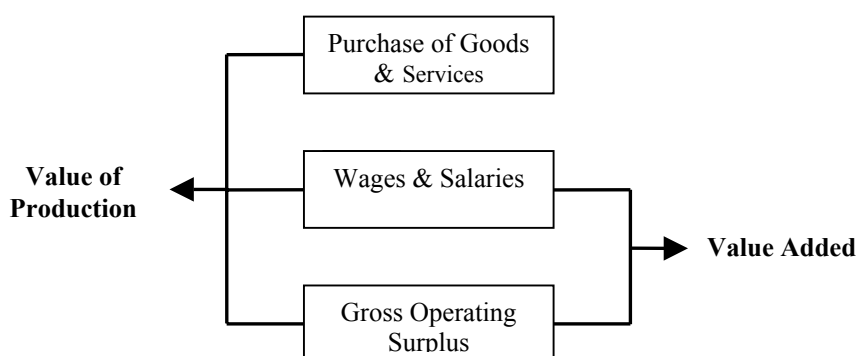 Purchase of Goods
& Services
Value of
Production
Wages & Salaries
Value Added
Gross Operating
Surplus